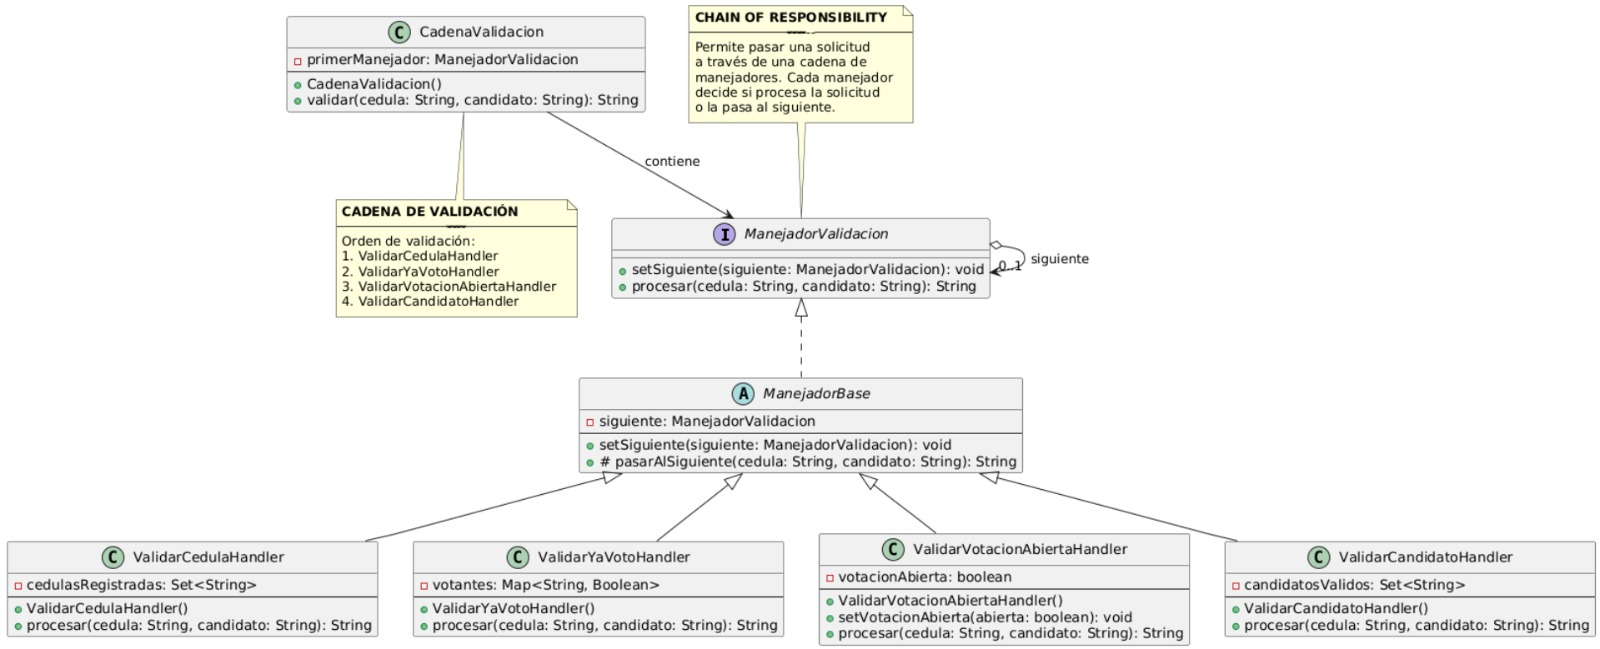 CadenaValidacion
primerManejador: ManejadorValidacion
CadenaValidacion()
validar(cedula: String, candidato: String): String
CHAIN OF RESPONSIBILITY
Permite pasar una solicitud
a través de una cadena de
manejadores. Cada manejador
decide si procesa la solicitud
o la pasa al siguiente.
contiene
CADENA DE VALIDACIÓN
Orden de validación:
1. ValidarCedulaHandler
2. ValidarYaVotoHandler
3. ValidarVotacionAbiertaHandler
4. ValidarCandidatoHandler
I ManejadorValidacion
setSiguiente(siguiente: ManejadorValidacion): void
procesar(cedula: String, candidato: String): String
0..1
siguiente
A ManejadorBase
siguiente: ManejadorValidacion
setSiguiente(siguiente: ManejadorValidacion): void
# pasarAlSiguiente(cedula: String, candidato: String): String
C ValidarCedulaHandler
cedulasRegistradas: Set<String>
ValidarCedulaHandler()
procesar(cedula: String, candidato: String): String
C ValidarYaVotoHandler
votantes: Map<String, Boolean>
ValidarYaVotoHandler()
procesar(cedula: String, candidato: String): String
C ValidarVotacionAbiertaHandler
votacionAbierta: boolean
ValidarVotacionAbiertaHandler()
setVotacionAbierta(abierta: boolean): void
procesar(cedula: String, candidato: String): String
C ValidarCandidatoHandler
candidatosValidos: Set<String>
ValidarCandidatoHandler()
procesar(cedula: String, candidato: String): String